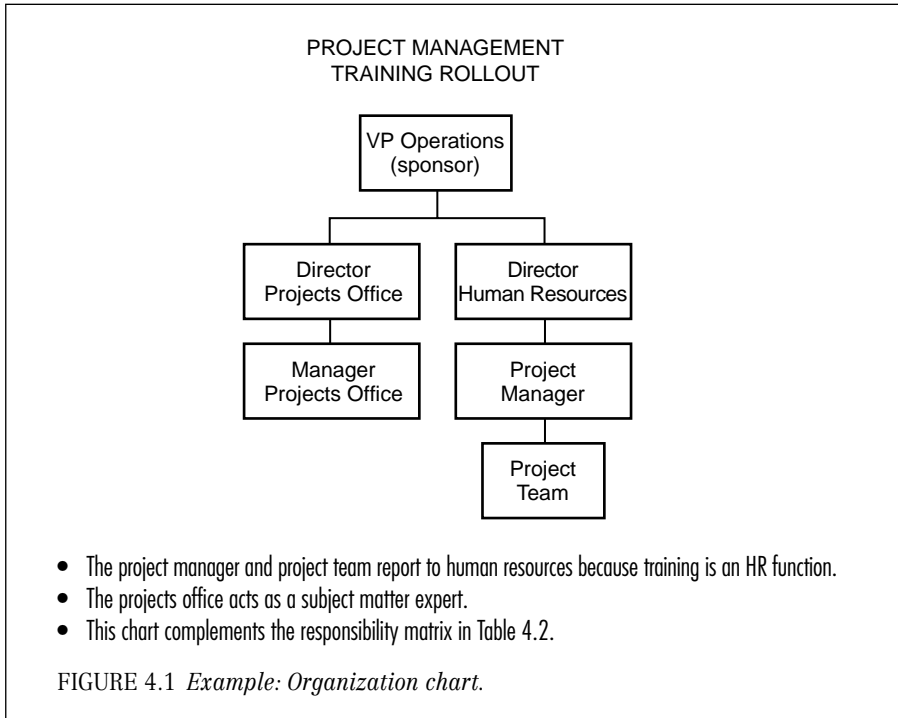 PROJECT MANAGEMENT
TRAINING ROLLOUT
VP Operations
(sponsor)
Director
Projects Office
Director
Human Resources
Manager
Projects Office
Project
Manager
Project
Team
• The project manager and project team report to human resources because training is an HR function.
• The projects office acts as a subject matter expert.
• This chart complements the responsibility matrix in Table 4.2.
FIGURE 4.1 Example: Organization chart.